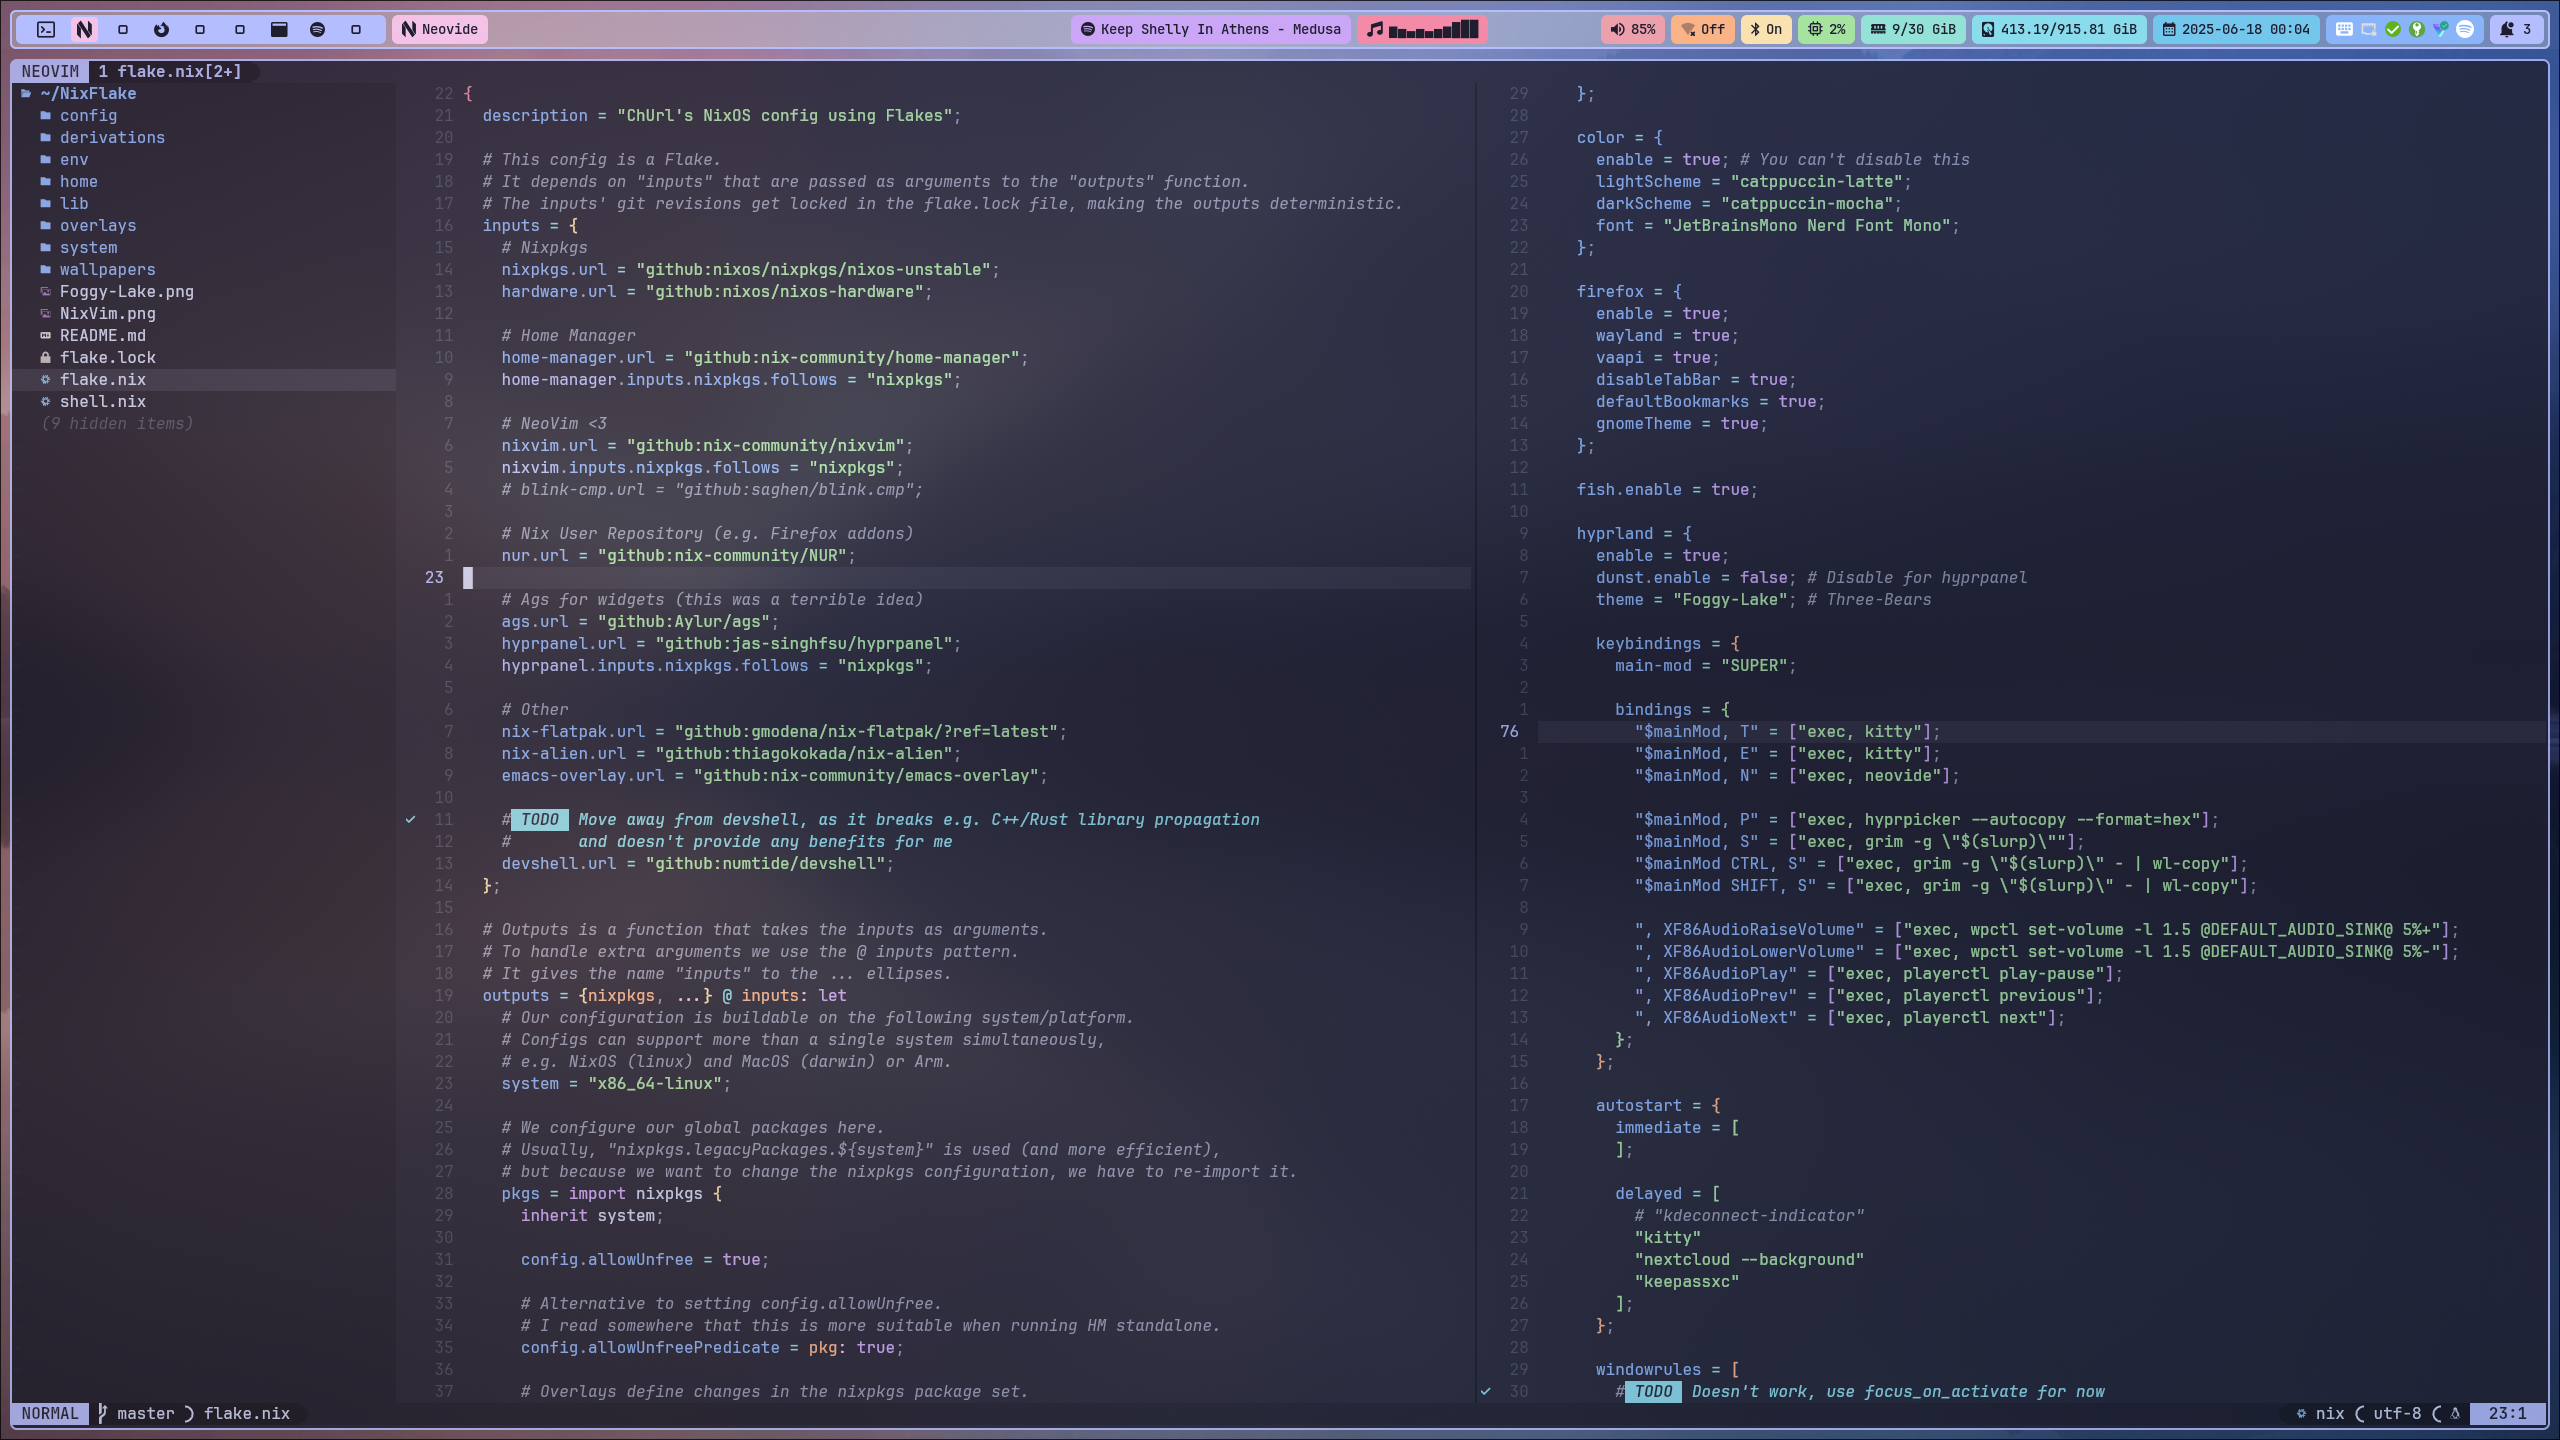 Neovide
Keep Shelly In Athens - Medusa
85%
Off
On
2%
9/30 GiB
413.19/915.81 GiB
2025-06-18 00:04
3
NEOVIM 1 flake.nix[2+]
~/NixFlake
config
derivations
env
home
lib
overlays
system
wallpapers
Foggy-Lake.png
NixVim.png
README.md
flake.lock
flake.nix
shell.nix
(9 hidden items)
22 {
21 description = "ChUrl's NixOS config using Flakes";
20
19 # This config is a Flake.
18 # It depends on "inputs" that are passed as arguments to the "outputs" function.
17 # The inputs' git revisions get locked in the flake.lock file, making the outputs deterministic.
16 inputs = {
15 # Nixpkgs
14 nixpkgs.url = "github:nixos/nixpkgs/nixos-unstable";
13 hardware.url = "github:nixos/nixos-hardware";
12
11 # Home Manager
10 home-manager.url = "github:nix-community/home-manager";
9 home-manager.inputs.nixpkgs.follows = "nixpkgs";
8
7 # NeoVim <3
6 nixvim.url = "github:nix-community/nixvim";
5 nixvim.inputs.nixpkgs.follows = "nixpkgs";
4 # blink-cmp.url = "github:saghen/blink.cmp";
3
2 # Nix User Repository (e.g. Firefox addons)
1 nur.url = "github:nix-community/NUR";
23
1 # Ags for widgets (this was a terrible idea)
2 ags.url = "github:Aylur/ags";
3 hyprpanel.url = "github:jas-singhfsu/hyprpanel";
4 hyprpanel.inputs.nixpkgs.follows = "nixpkgs";
5
6 # Other
7 nix-flatpak.url = "github:gmodena/nix-flatpak/?ref=latest";
8 nix-alien.url = "github:thiagokokada/nix-alien";
9 emacs-overlay.url = "github:nix-community/emacs-overlay";
10
11 # TODO Move away from devshell, as it breaks e.g. C++/Rust library propagation
12 # and doesn't provide any benefits for me
13 devshell.url = "github:numtide/devshell";
14 };
15
16 # Outputs is a function that takes the inputs as arguments.
17 # To handle extra arguments we use the @ inputs pattern.
18 # It gives the name "inputs" to the ... ellipses.
19 outputs = {nixpkgs, ...} @ inputs: let
20 # Our configuration is buildable on the following system/platform.
21 # Configs can support more than a single system simultaneously,
22 # e.g. NixOS (linux) and MacOS (darwin) or Arm.
23 system = "x86_64-linux";
24
25 # We configure our global packages here.
26 # Usually, "nixpkgs.legacyPackages.${system}" is used (and more efficient),
27 # but because we want to change the nixpkgs configuration, we have to re-import it.
28 pkgs = import nixpkgs {
29 inherit system;
30
31 config.allowUnfree = true;
32
33 # Alternative to setting config.allowUnfree.
34 # I read somewhere that this is more suitable when running HM standalone.
35 config.allowUnfreePredicate = pkg: true;
36
37 # Overlays define changes in the nixpkgs package set.
29 };
28
27 color = {
26 enable = true; # You can't disable this
25 lightScheme = "catppuccin-latte";
24 darkScheme = "catppuccin-mocha";
23 font = "JetBrainsMono Nerd Font Mono";
22 };
21
20 firefox = {
19 enable = true;
18 wayland = true;
17 vaapi = true;
16 disableTabBar = true;
15 defaultBookmarks = true;
14 gnomeTheme = true;
13 };
12
11 fish.enable = true;
10
9 hyprland = {
8 enable = true;
7 dunst.enable = false; # Disable for hyprpanel
6 theme = "Foggy-Lake"; # Three-Bears
5
4 keybindings = {
3 main-mod = "SUPER";
2
1 bindings = {
76 "$mainMod, T" = ["exec, kitty"];
1 "$mainMod, E" = ["exec, kitty"];
2 "$mainMod, N" = ["exec, neovide"];
3
4 "$mainMod, P" = ["exec, hyprpicker --autocopy --format=hex"];
5 "$mainMod, S" = ["exec, grim -g \"$(slurp)\""];
6 "$mainMod CTRL, S" = ["exec, grim -g \"$(slurp)\" - | wl-copy"];
7 "$mainMod SHIFT, S" = ["exec, grim -g \"$(slurp)\" - | wl-copy"];
8
9 ", XF86AudioRaiseVolume" = ["exec, wpctl set-volume -l 1.5 @DEFAULT_AUDIO_SINK@ 5%+"];
10 ", XF86AudioLowerVolume" = ["exec, wpctl set-volume -l 1.5 @DEFAULT_AUDIO_SINK@ 5%-"];
11 ", XF86AudioPlay" = ["exec, playerctl play-pause"];
12 ", XF86AudioPrev" = ["exec, playerctl previous"];
13 ", XF86AudioNext" = ["exec, playerctl next"];
14 };
15 };
16
17 autostart = {
18 immediate = [
19 ];
20
21 delayed = [
22 # "kdeconnect-indicator"
23 "kitty"
24 "nextcloud --background"
25 "keepassxc"
26 ];
27 };
28
29 windowrules = [
30 # TODO Doesn't work, use focus_on_activate for now
NORMAL master flake.nix
nix utf-8 23:1